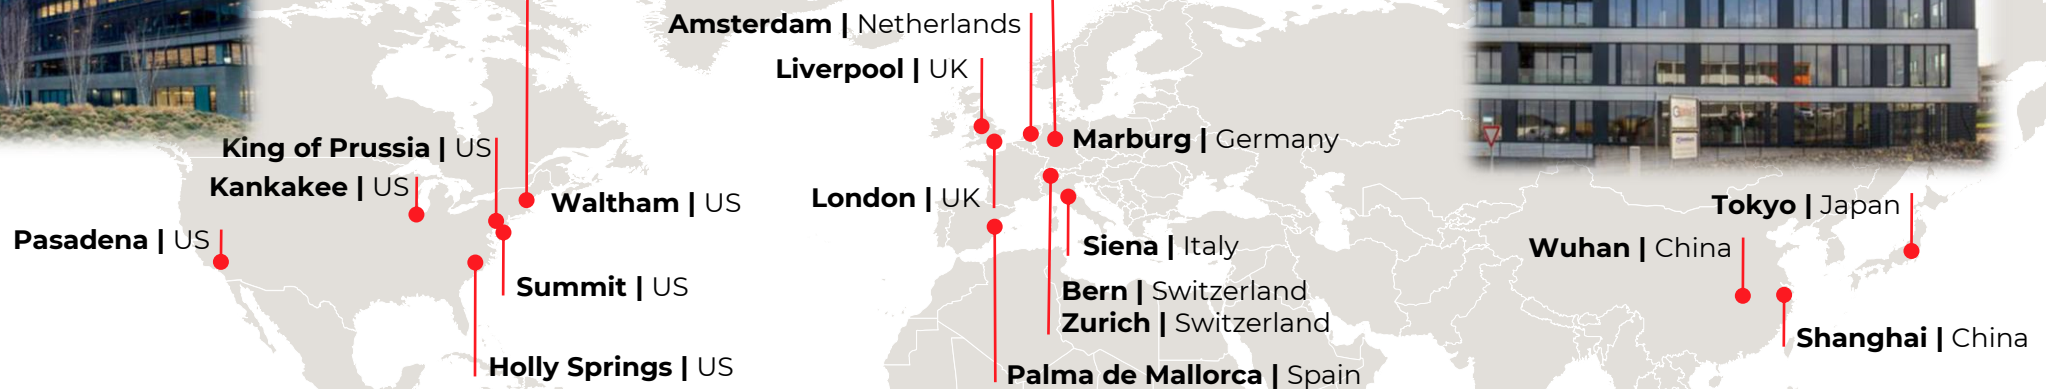 Amsterdam | Netherlands
Liverpool | UK
King of Prussia | US
Marburg | Germany
Kankakee | US
Waltham | US
London | UK
Tokyo | Japan
Pasadena | US
Siena | Italy
Wuhan | China
Summit | US
Bern | Switzerland
Zurich | Switzerland
Shanghai | China
Holly Springs | US
Palma de Mallorca | Spain